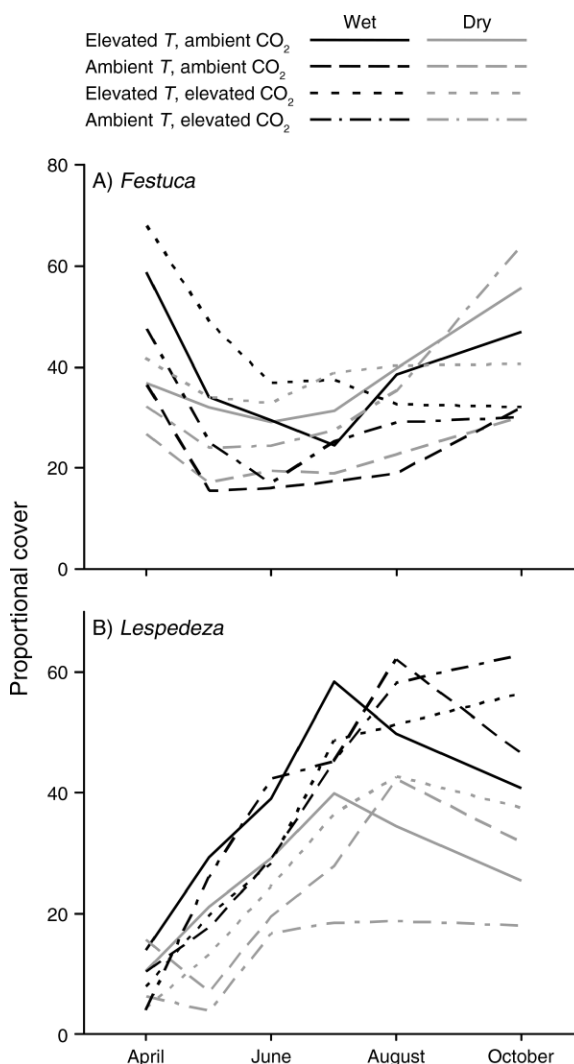 Wet Dry
Elevated T, ambient CO₂
Ambient T, ambient CO₂
Elevated T, elevated CO₂
Ambient T, elevated CO₂
80
A) Festuca
60
40
20
0
Proportional cover
B) Lespedeza
60
40
20
0
April June August October